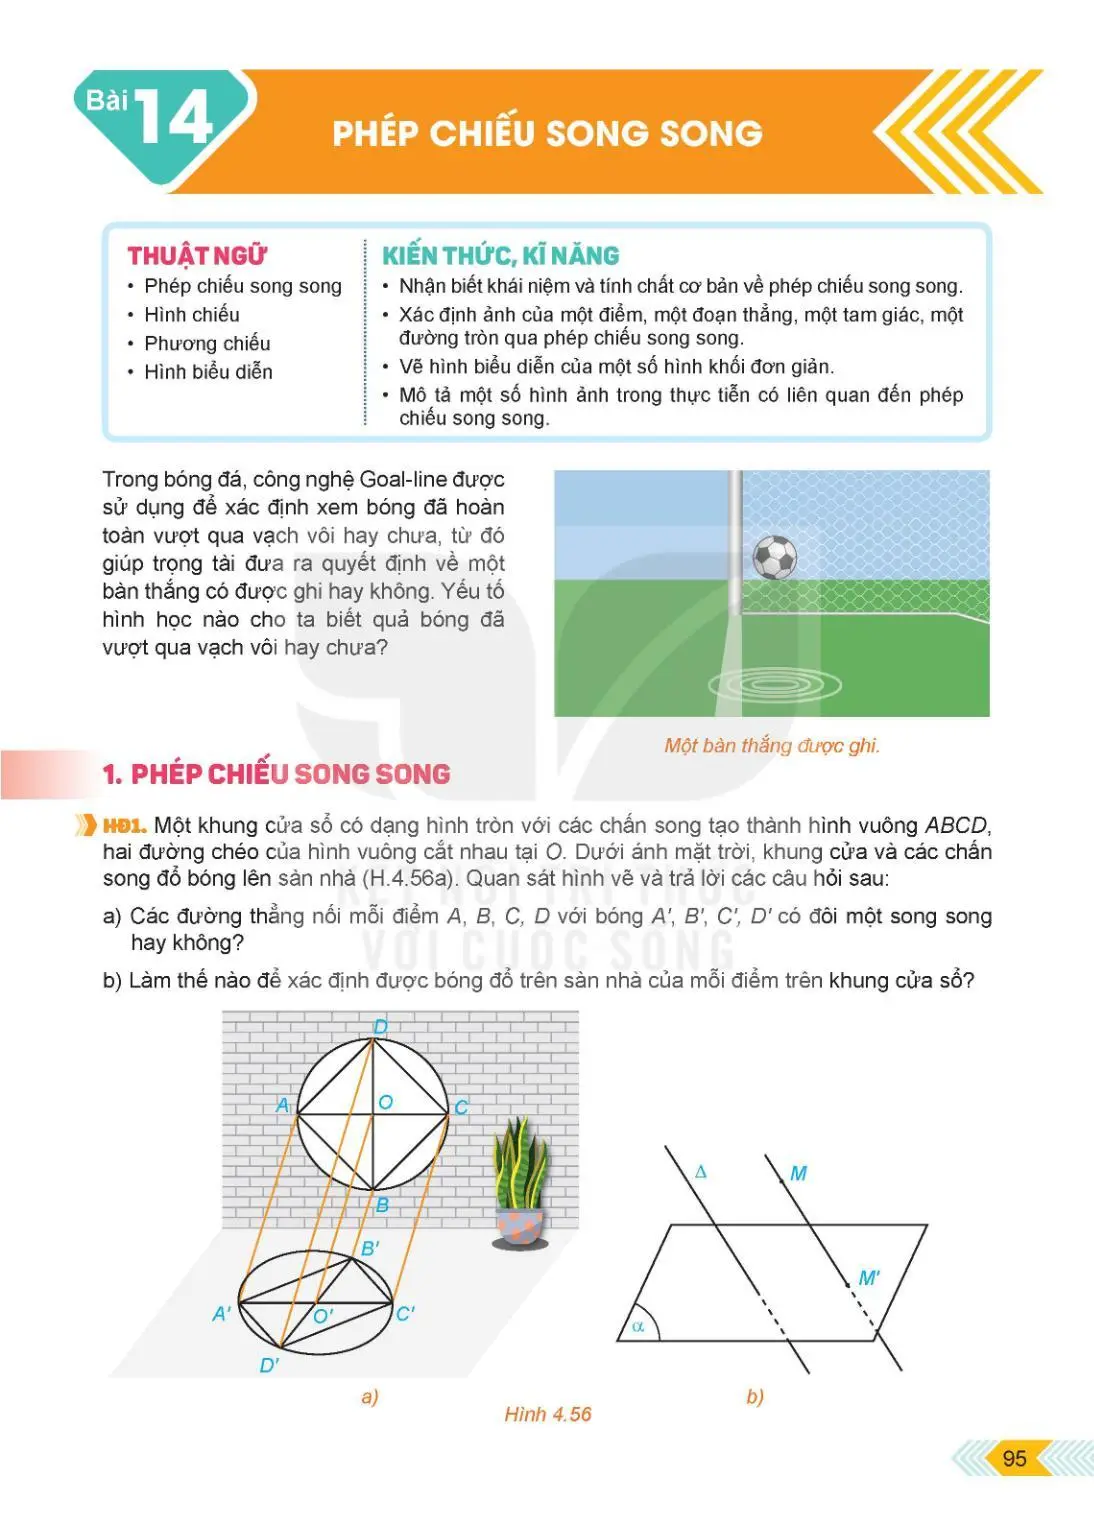 Bài 14
PHÉP CHIẾU SONG SONG
THUẬT NGỮ
• Phép chiếu song song
• Hình chiếu
• Phương chiếu
• Hình biểu diễn
KIẾN THỨC, KĨ NĂNG
• Nhận biết khái niệm và tính chất cơ bản về phép chiếu song song.
• Xác định ảnh của một điểm, một đoạn thẳng, một tam giác, một
đường tròn qua phép chiếu song song.
• Vẽ hình biểu diễn của một số hình khối đơn giản.
• Mô tả một số hình ảnh trong thực tiễn có liên quan đến phép
chiếu song song.
Trong bóng đá, công nghệ Goal-line được
sử dụng để xác định xem bóng đã hoàn
toàn vượt qua vạch vôi hay chưa, từ đó
giúp trọng tài đưa ra quyết định về một
bàn thắng có được ghi hay không. Yếu tố
hình học nào cho ta biết quả bóng đã
vượt qua vạch vôi hay chưa?
Một bàn thắng được ghi.
1. PHÉP CHIẾU SONG SONG
HĐ1. Một khung cửa sổ có dạng hình tròn với các chấn song tạo thành hình vuông ABCD,
hai đường chéo của hình vuông cắt nhau tại O. Dưới ánh mặt trời, khung cửa và các chấn
song đổ bóng lên sàn nhà (H.4.56a). Quan sát hình vẽ và trả lời các câu hỏi sau:
a) Các đường thẳng nối mỗi điểm A, B, C, D với bóng A', B', C', D' có đôi một song song
hay không?
b) Làm thế nào để xác định được bóng đổ trên sàn nhà của mỗi điểm trên khung cửa sổ?
KẾT NỐI TRI THỨC
VỚI CUỘC SỐNG
D
A
O
C
B
B'
A'
O'
C'
D'
a)
Δ
M
M'
α
b)
Hình 4.56
95